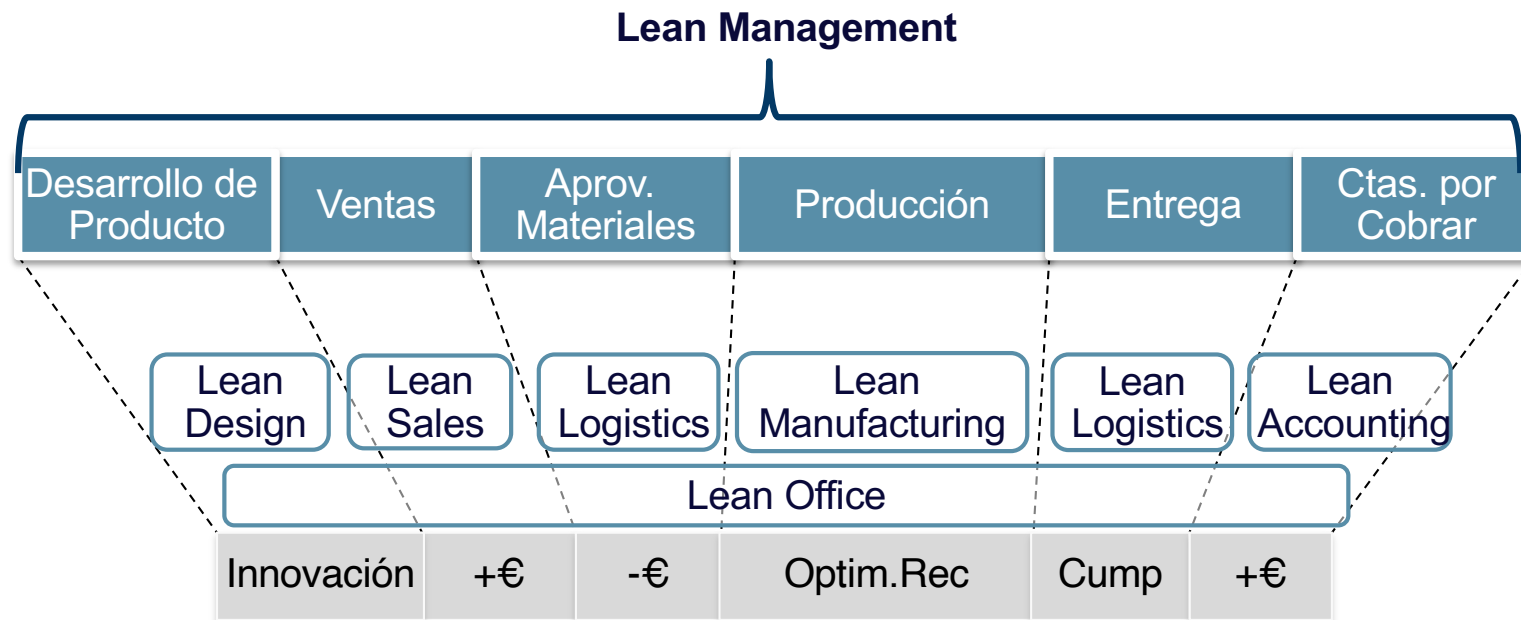 Lean Management
Desarrollo de
Producto
Ventas
Aprov.
Materiales
Producción
Entrega
Ctas. por
Cobrar
Lean
Design
Lean
Sales
Lean
Logistics
Lean
Manufacturing
Lean
Logistics
Lean
Accounting
Lean Office
Innovación
+€
-€
Optim.Rec
Cump
+€